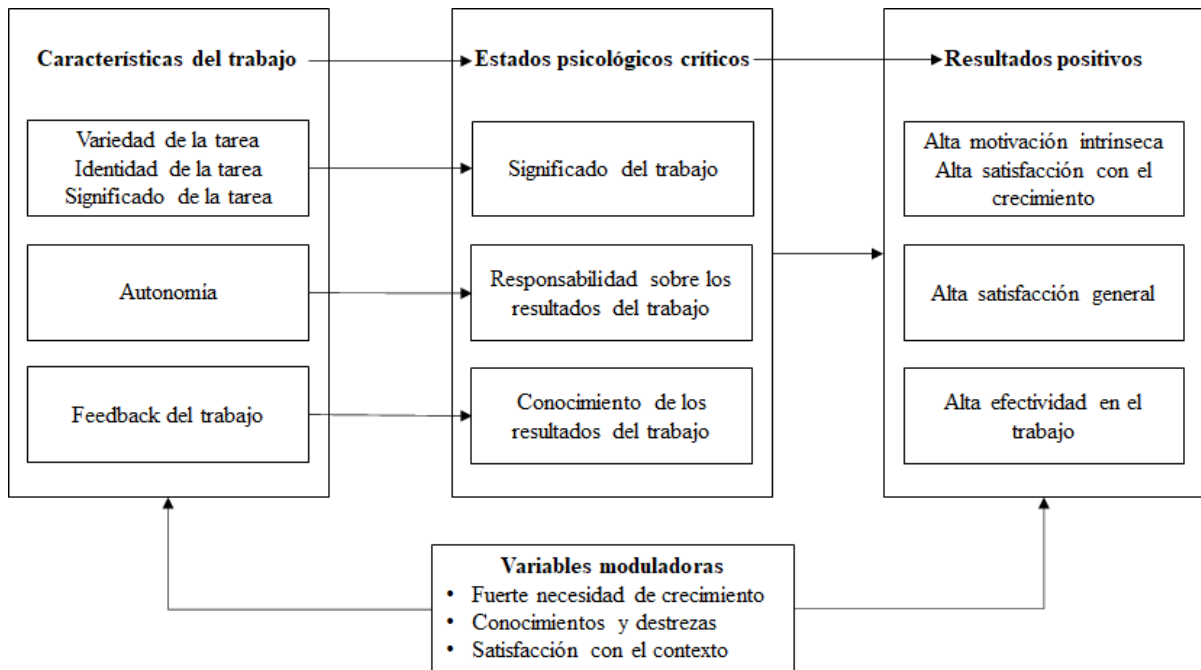 Características del trabajo
Variedad de la tarea
Identidad de la tarea
Significado de la tarea
Autonomía
Feedback del trabajo
Estados psicológicos críticos
Significado del trabajo
Responsabilidad sobre los
resultados del trabajo
Conocimiento de los
resultados del trabajo
Resultados positivos
Alta motivación intrínseca
Alta satisfacción con el
crecimiento
Alta satisfacción general
Alta efectividad en el
trabajo
Variables moduladoras
• Fuerte necesidad de crecimiento
• Conocimientos y destrezas
• Satisfacción con el contexto